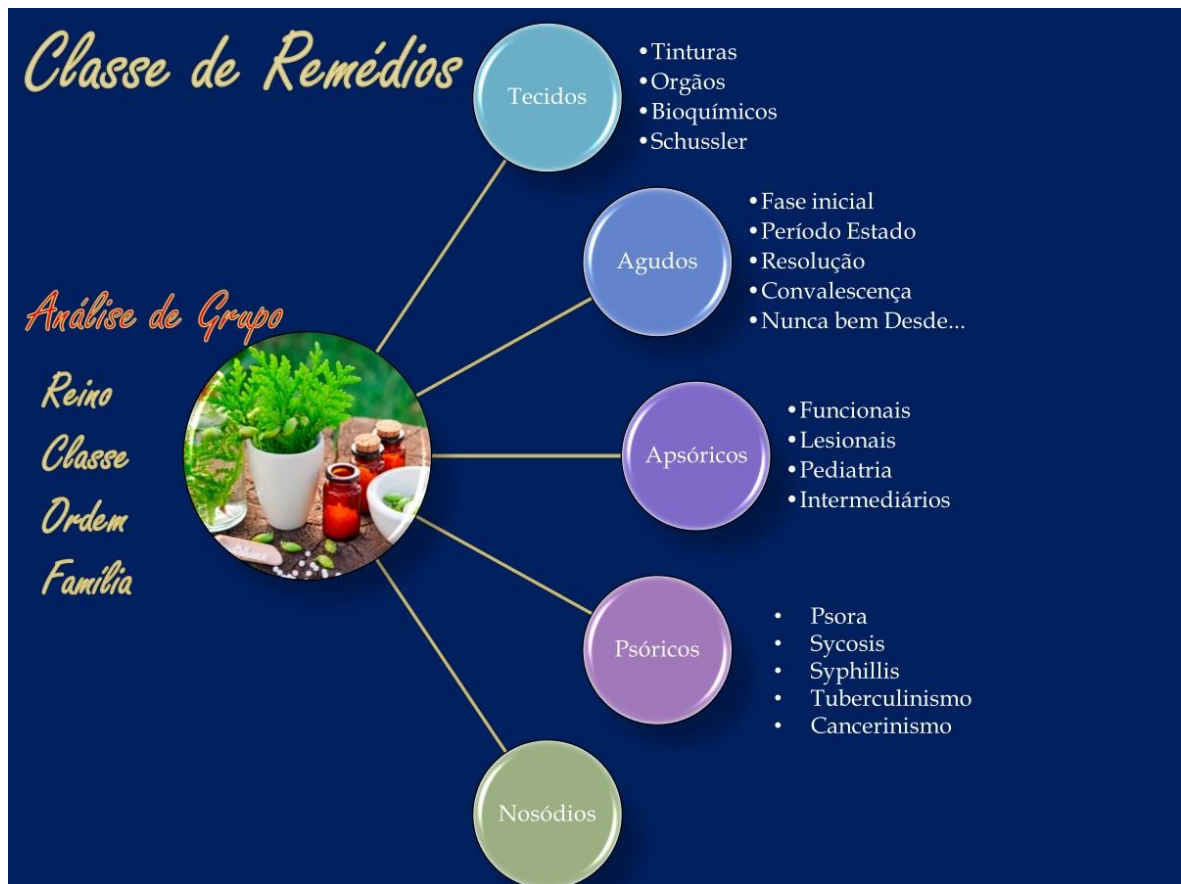 Classe de Remédios
Tecidos
•Tinturas
•Orgãos
•Bioquímicos
•Schussler
Agudos
•Fase inicial
•Período Estado
•Resolução
•Convalescença
•Nunca bem Desde...
Análise de Grupo
Reino
Classe
Ordem
Família
Apsóricos
•Funcionais
•Lesionais
•Pediatria
•Intermediários
Psóricos
• Psora
• Sycosis
• Syphillis
• Tuberculinismo
• Cancerinismo
Nosódios